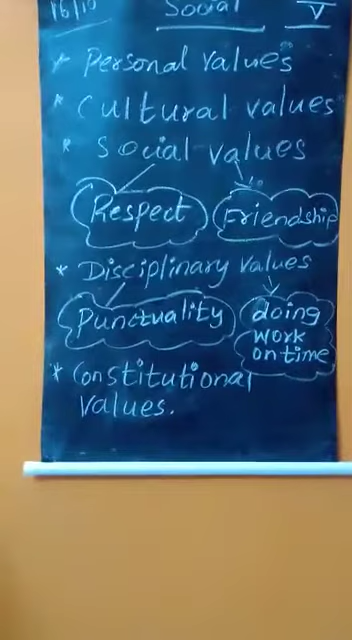 16/10 Social V
* Personal values
* Cultural values
* Social values
Respect Friendship
* Disciplinary values
Punctuality doing
work
on time
* Constitutional
values.